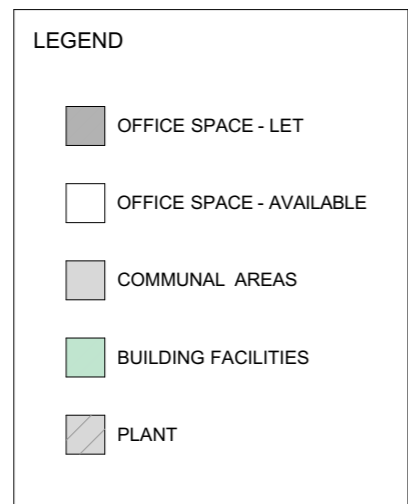 LEGEND
OFFICE SPACE - LET
OFFICE SPACE - AVAILABLE
COMMUNAL AREAS
BUILDING FACILITIES
PLANT